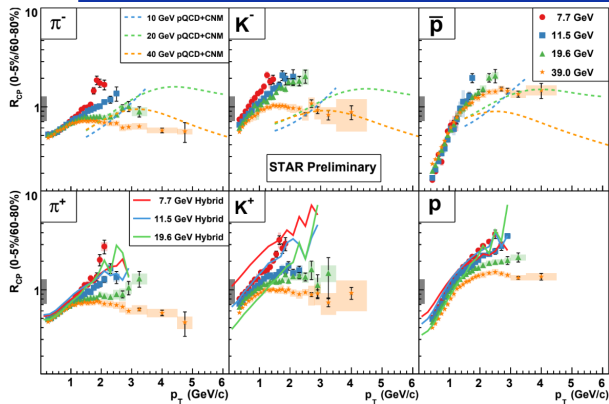 π⁻
10 GeV pQCD+CNM
20 GeV pQCD+CNM
40 GeV pQCD+CNM
K⁻
p̅
7.7 GeV
11.5 GeV
19.6 GeV
39.0 GeV
10
1
R_CP (0-5%/60-80%)
STAR Preliminary
π⁺
7.7 GeV Hybrid
11.5 GeV Hybrid
19.6 GeV Hybrid
K⁺
p
10
1
R_CP (0-5%/60-80%)
0 1 2 3 4 5 6
0 1 2 3 4 5 6
0 1 2 3 4 5 6
p_T (GeV/c)
p_T (GeV/c)
p_T (GeV/c)